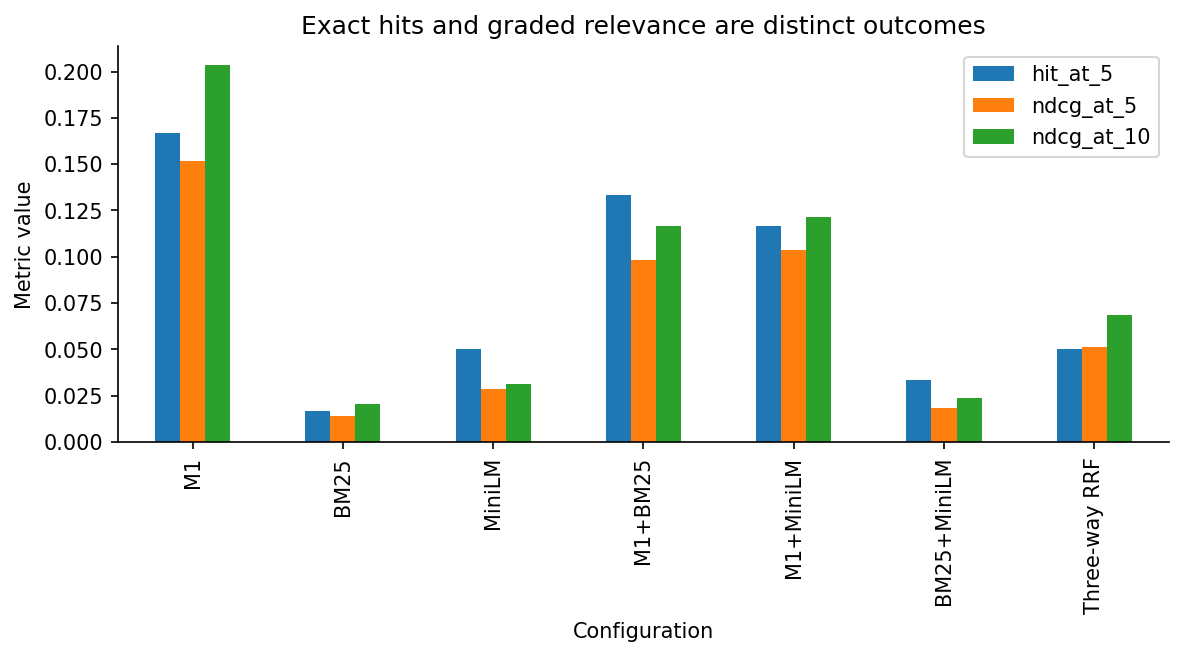 Exact hits and graded relevance are distinct outcomes
hit_at_5
ndcg_at_5
ndcg_at_10
Metric value
0.200
0.175
0.150
0.125
0.100
0.075
0.050
0.025
0.000
M1
BM25
MiniLM
M1+BM25
M1+MiniLM
BM25+MiniLM
Three-way RRF
Configuration